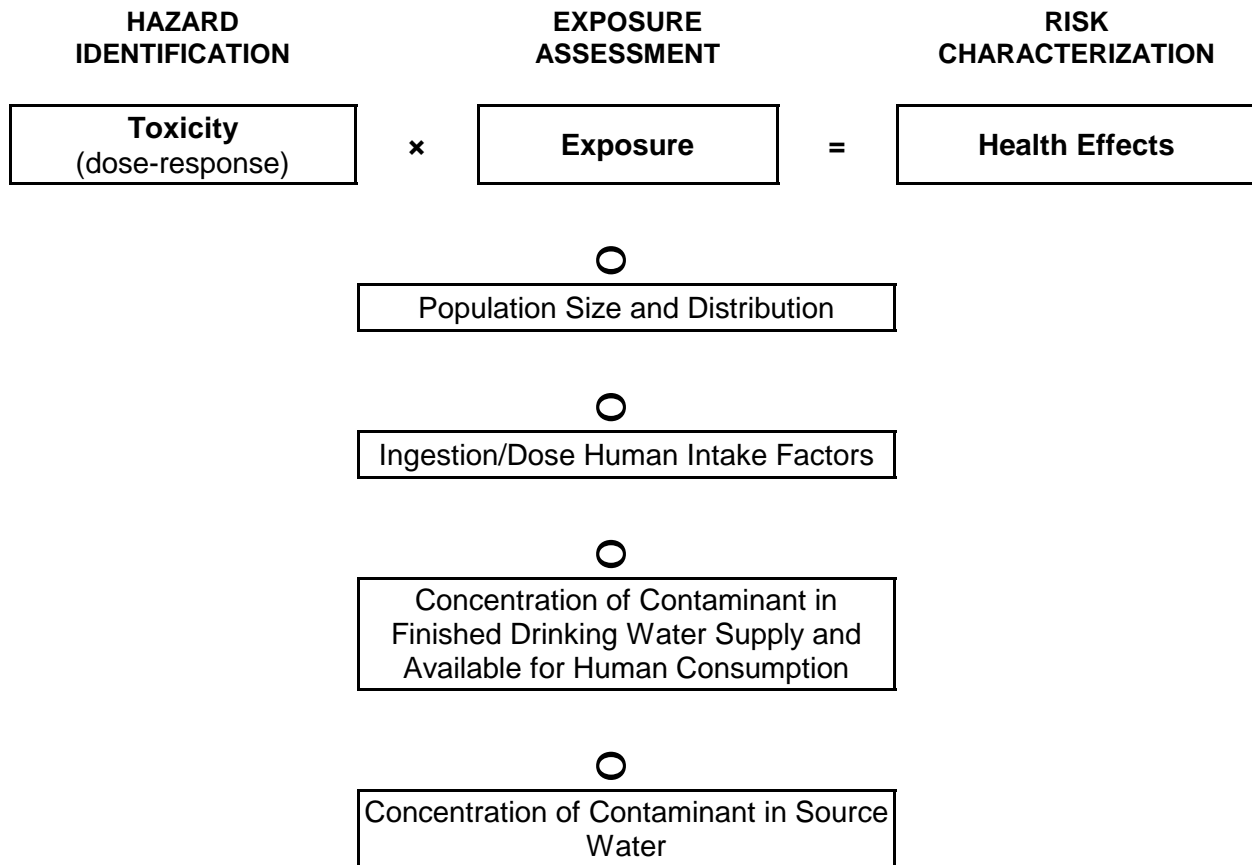 HAZARD
IDENTIFICATION
EXPOSURE
ASSESSMENT
RISK
CHARACTERIZATION
Toxicity
(dose-response)
×
Exposure
=
Health Effects
O
Population Size and Distribution
O
Ingestion/Dose Human Intake Factors
O
Concentration of Contaminant in
Finished Drinking Water Supply and
Available for Human Consumption
O
Concentration of Contaminant in Source
Water